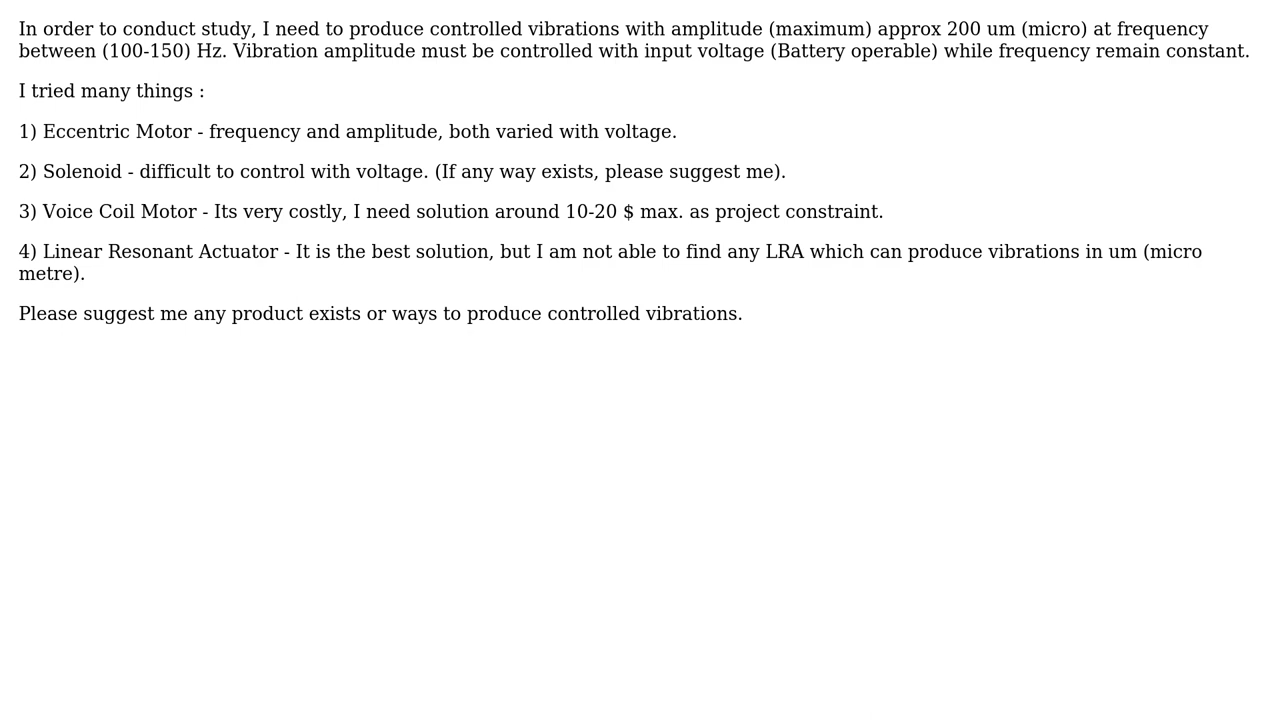 In order to conduct study, I need to produce controlled vibrations with amplitude (maximum) approx 200 um (micro) at frequency
between (100-150) Hz. Vibration amplitude must be controlled with input voltage (Battery operable) while frequency remain constant.
I tried many things :
1) Eccentric Motor - frequency and amplitude, both varied with voltage.
2) Solenoid - difficult to control with voltage. (If any way exists, please suggest me).
3) Voice Coil Motor - Its very costly, I need solution around 10-20 $ max. as project constraint.
4) Linear Resonant Actuator - It is the best solution, but I am not able to find any LRA which can produce vibrations in um (micro
metre).
Please suggest me any product exists or ways to produce controlled vibrations.